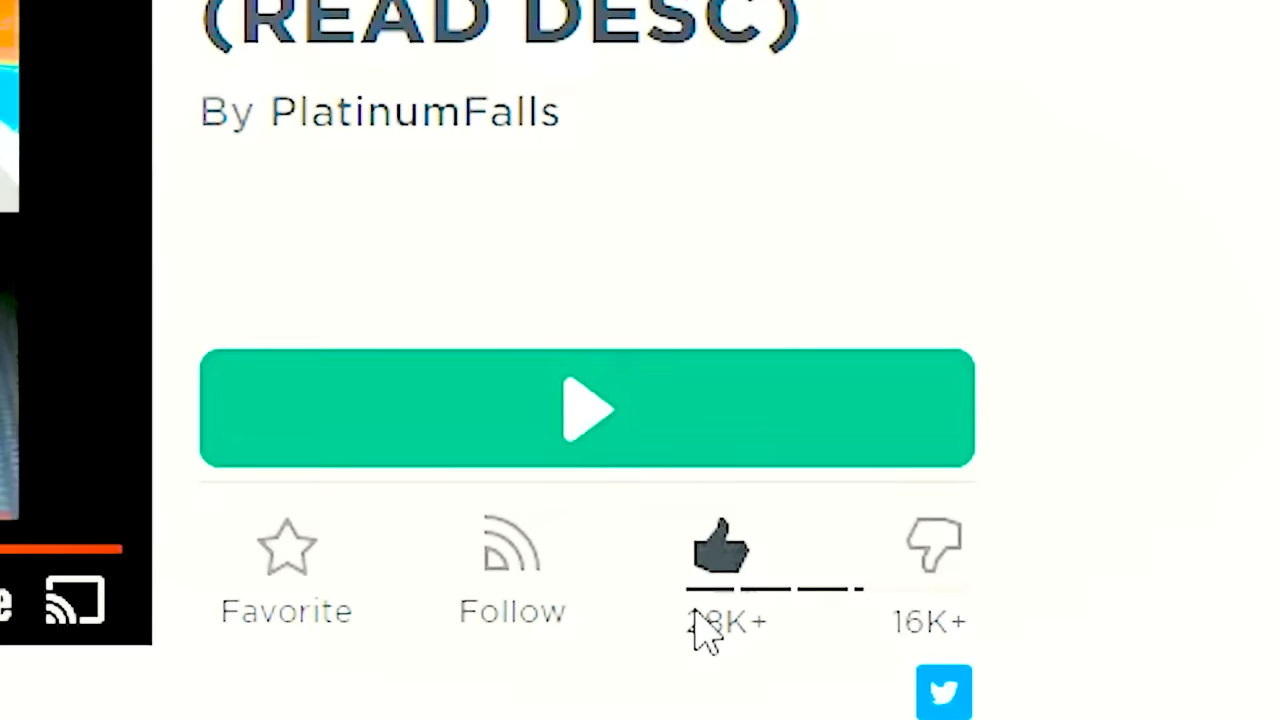 (READ DESC)
By PlatinumFalls
Favorite
Follow
16K+